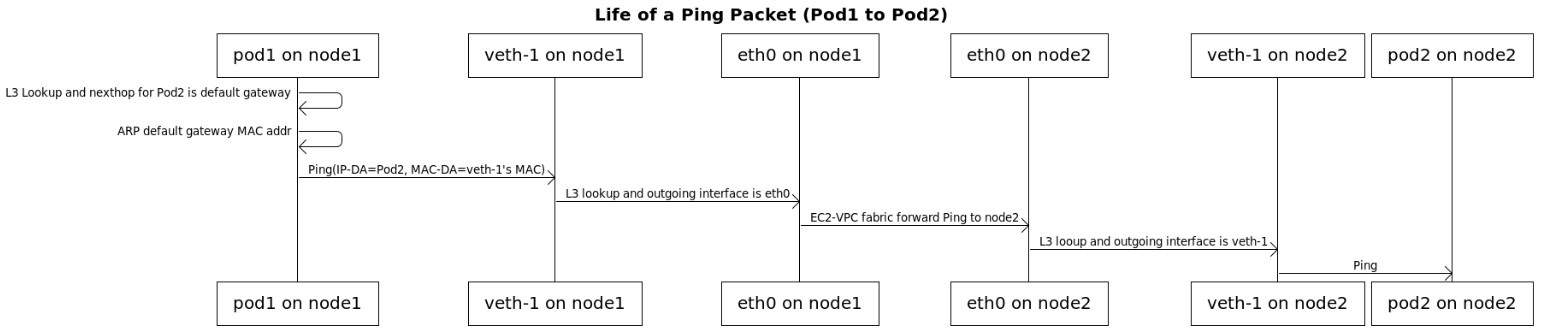 Life of a Ping Packet (Pod1 to Pod2)
pod1 on node1
veth-1 on node1
eth0 on node1
eth0 on node2
veth-1 on node2
pod2 on node2
L3 Lookup and nexthop for Pod2 is default gateway
ARP default gateway MAC addr
Ping(IP-DA=Pod2, MAC-DA=veth-1's MAC)
L3 lookup and outgoing interface is eth0
EC2-VPC fabric forward Ping to node2
L3 looup and outgoing interface is veth-1
Ping
pod1 on node1
veth-1 on node1
eth0 on node1
eth0 on node2
veth-1 on node2
pod2 on node2